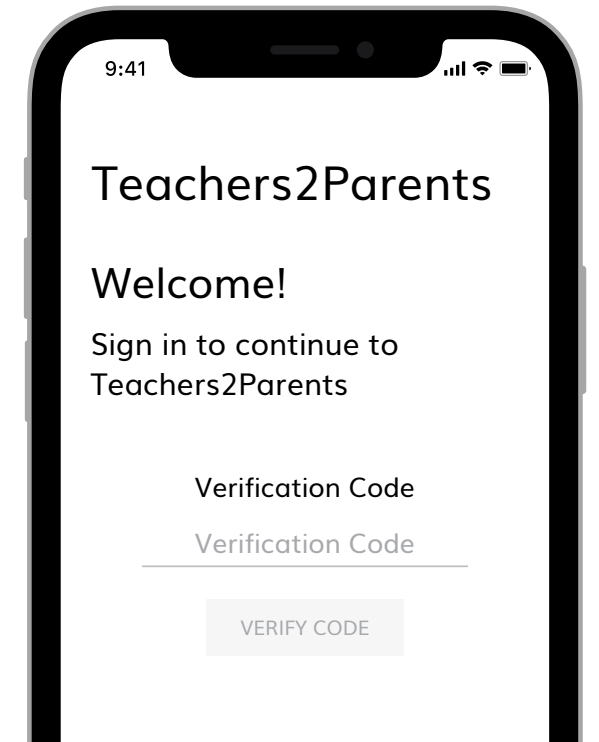 9:41
Teachers2Parents
Welcome!
Sign in to continue to
Teachers2Parents
Verification Code
Verification Code
VERIFY CODE